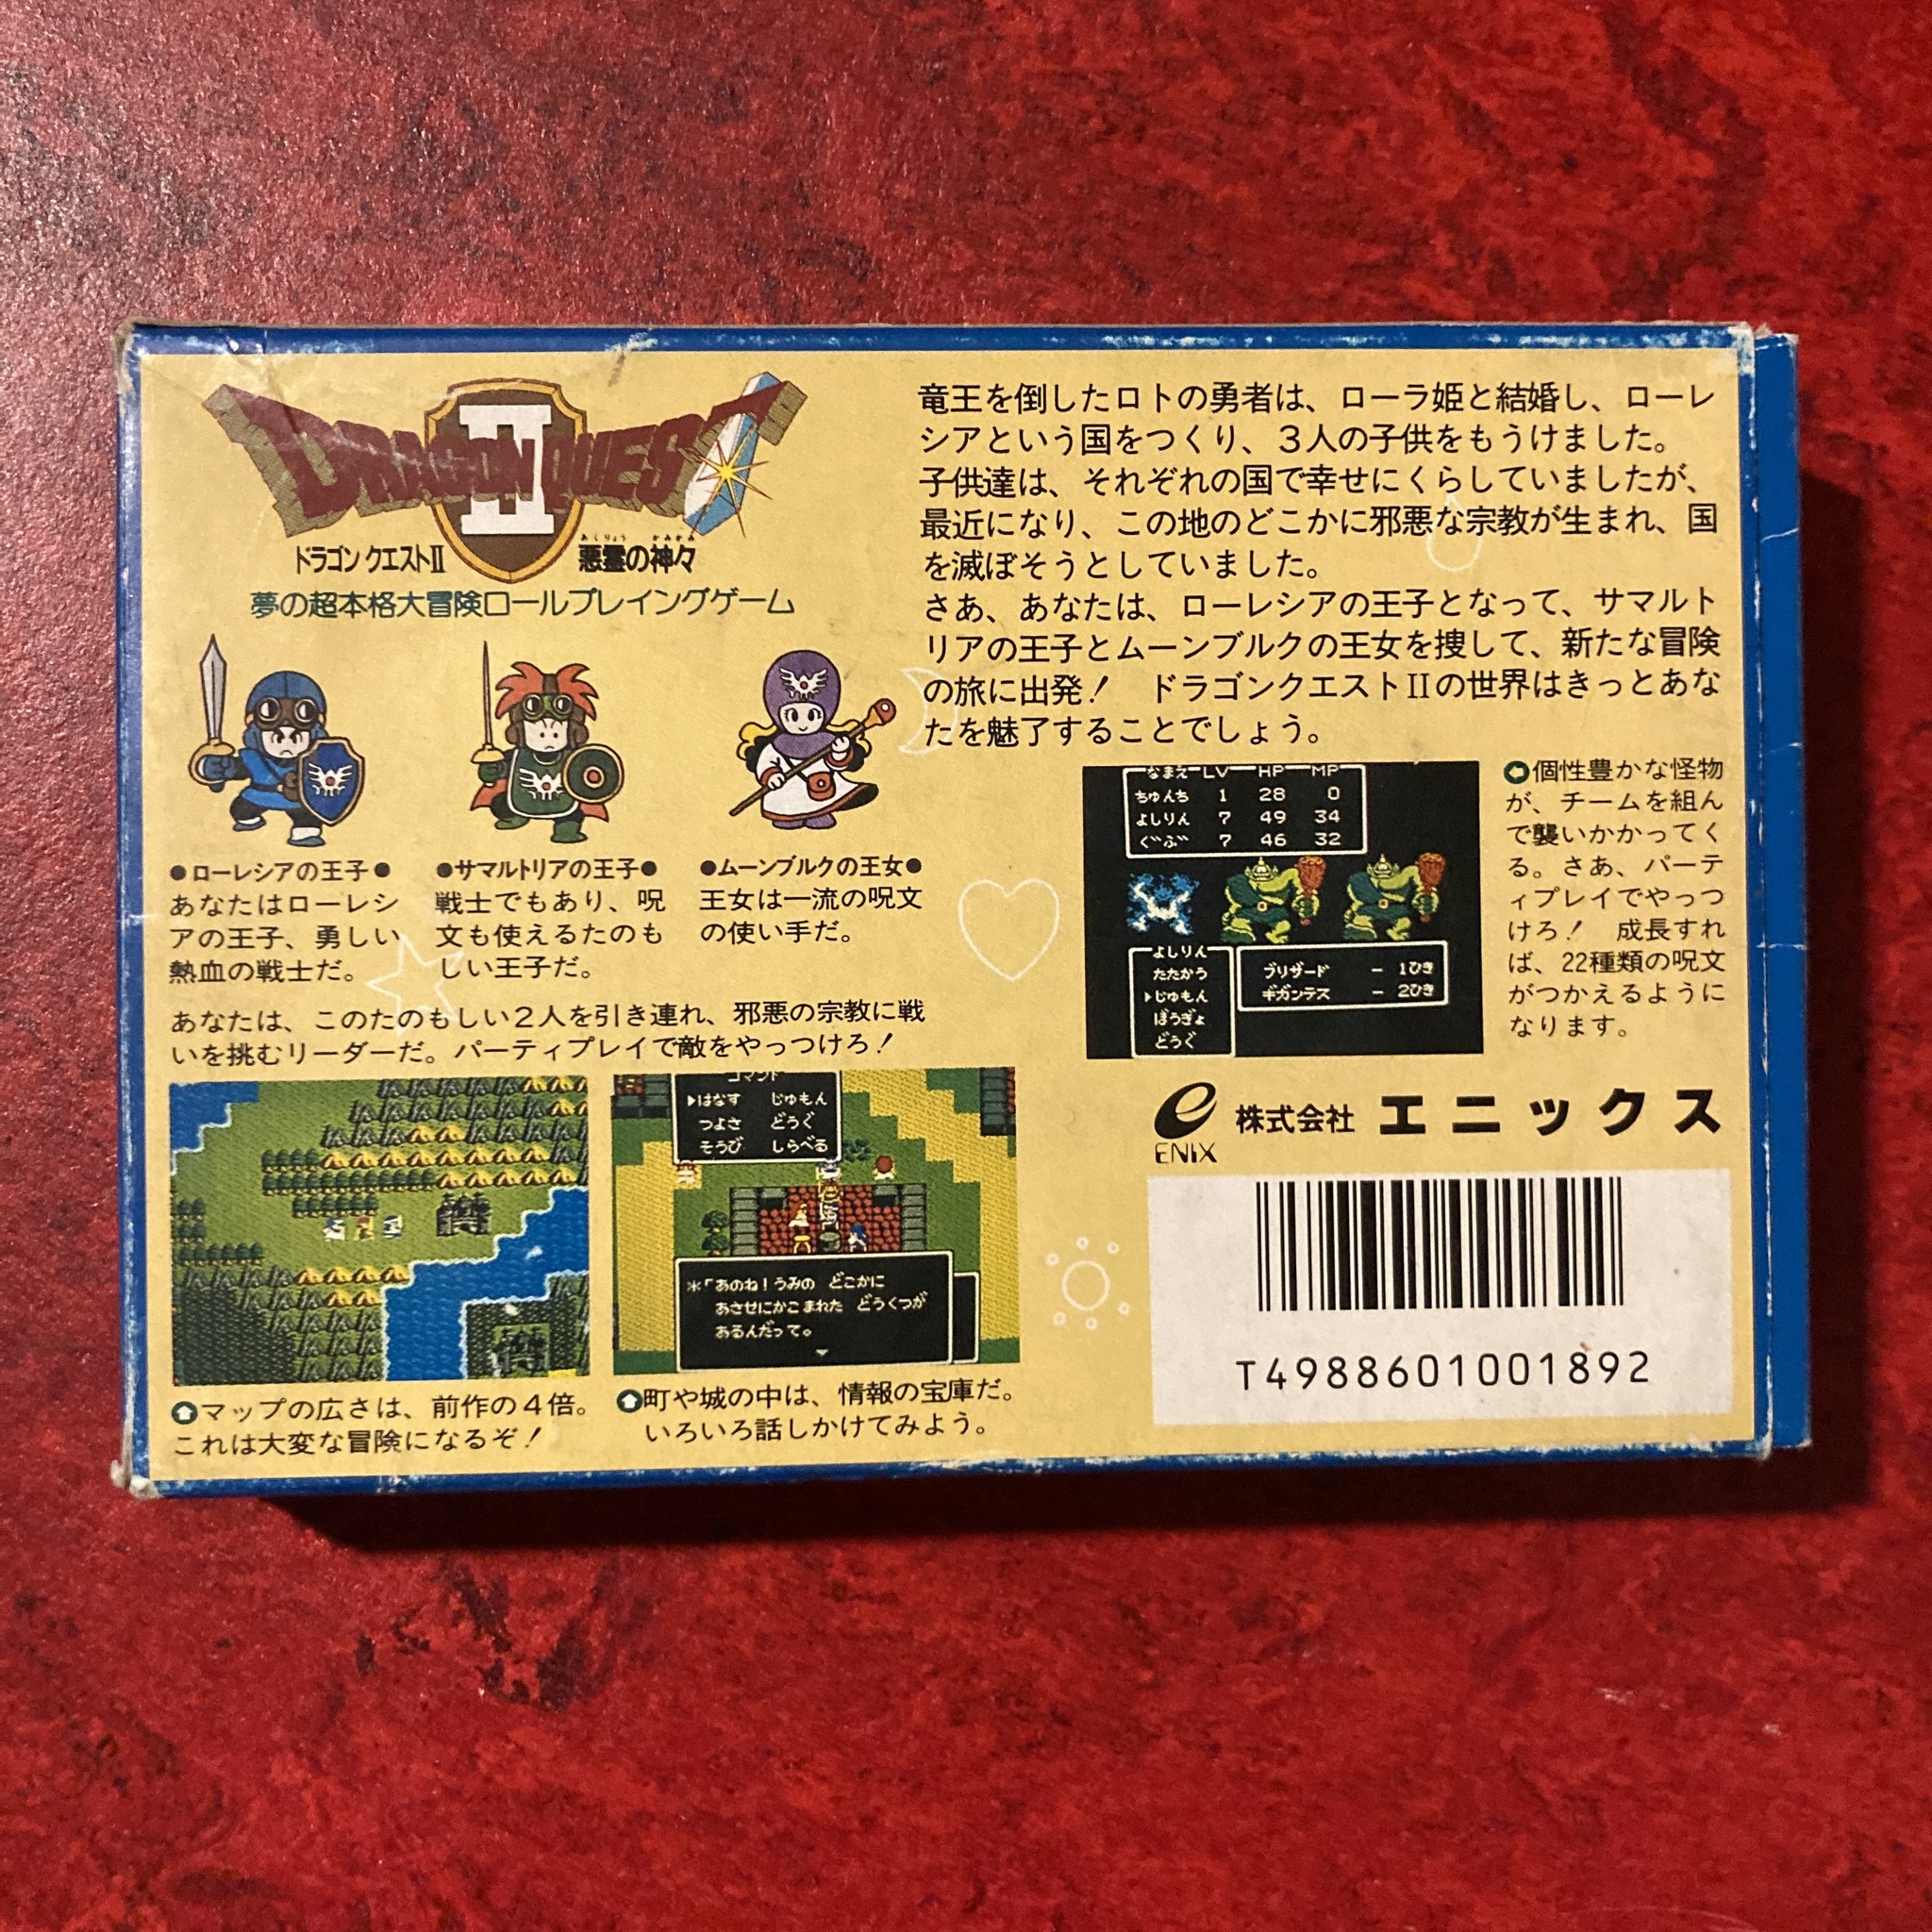 DRAGON QUEST
II
ドラゴンクエストII
あくりょう かみがみ
悪霊の神々
夢の超本格大冒険ロールプレイングゲーム
●ローレシアの王子●
あなたはローレシ
アの王子、勇しい
熱血の戦士だ。
●サマルトリアの王子●
戦士でもあり、呪
文も使えるたのも
しい王子だ。
●ムーンブルクの王女●
王女は一流の呪文
の使い手だ。
あなたは、このたのもしい2人を引き連れ、邪悪の宗教に戦
いを挑むリーダーだ。パーティプレイで敵をやっつけろ!
竜王を倒したロトの勇者は、ローラ姫と結婚し、ローレ
シアという国をつくり、3人の子供をもうけました。
子供達は、それぞれの国で幸せにくらしていましたが、
最近になり、この地のどこかに邪悪な宗教が生まれ、国
を滅ぼそうとしていました。
さあ、あなたは、ローレシアの王子となって、サマルト
リアの王子とムーンブルクの王女を捜して、新たな冒険
の旅に出発! ドラゴンクエストIIの世界はきっとあな
たを魅了することでしょう。
なまえ LV HP MP
ちゅんち 1 28 0
よしりん 7 49 34
ぐぶ 7 46 32
よしりん
たたかう
じゅもん
ぼうぎょ
どうぐ
ブリザード － 1ひき
ギガンテス － 2ひき
個性豊かな怪物
が、チームを組ん
で襲いかかってく
る。さあ、パーテ
ィプレイでやっつ
けろ! 成長すれ
ば、22種類の呪文
がつかえるように
なります。
コマンド
はなす じゅもん
つよさ どうぐ
そうび しらべる
＊「あのね！うみの どこかに
あさせにかこまれた どうくつが
あるんだって。
マップの広さは、前作の4倍。
これは大変な冒険になるぞ!
町や城の中は、情報の宝庫だ。
いろいろ話しかけてみよう。
e
ENIX
株式会社 エニックス
T4988601001892